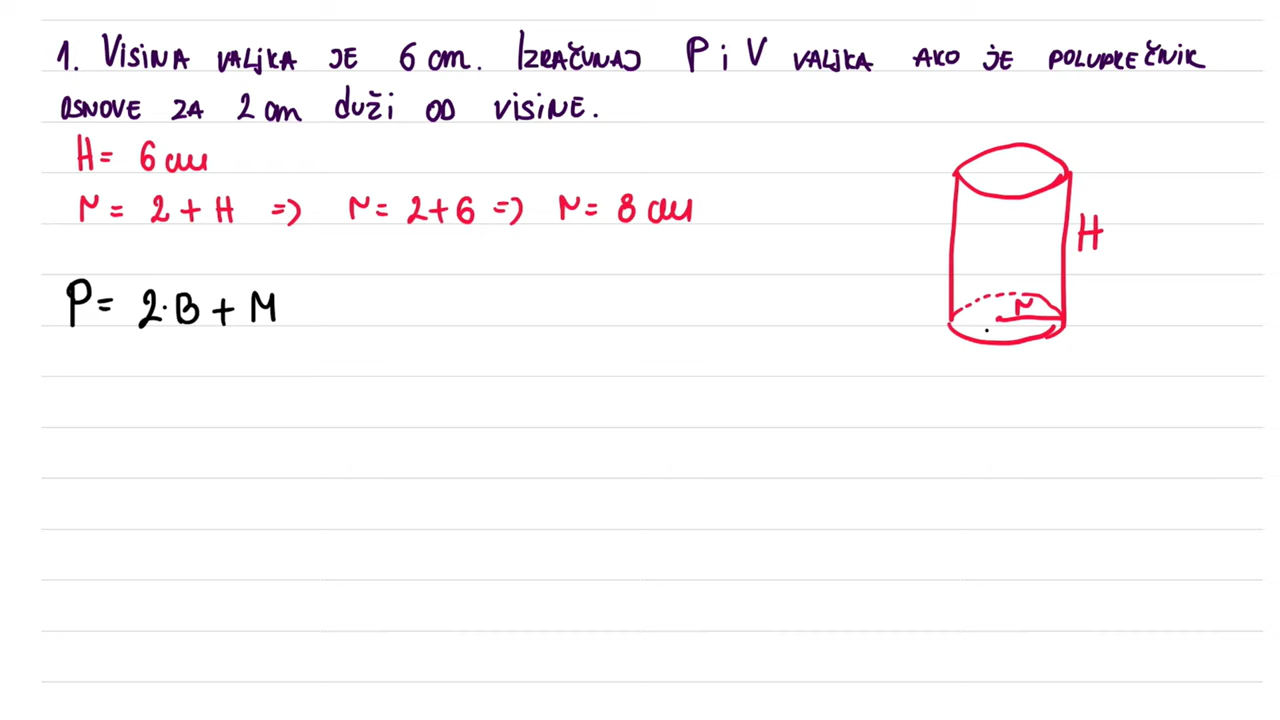 1. VISINA VALJKA JE 6 cm. IZRAČUNAJ P i V VALJKA AKO JE POLUPREČNIK
OSNOVE ZA 2 cm duži OD VISINE.
H = 6 cm
r = 2 + H => r = 2 + 6 => r = 8 cm
H
P = 2·B + M
r